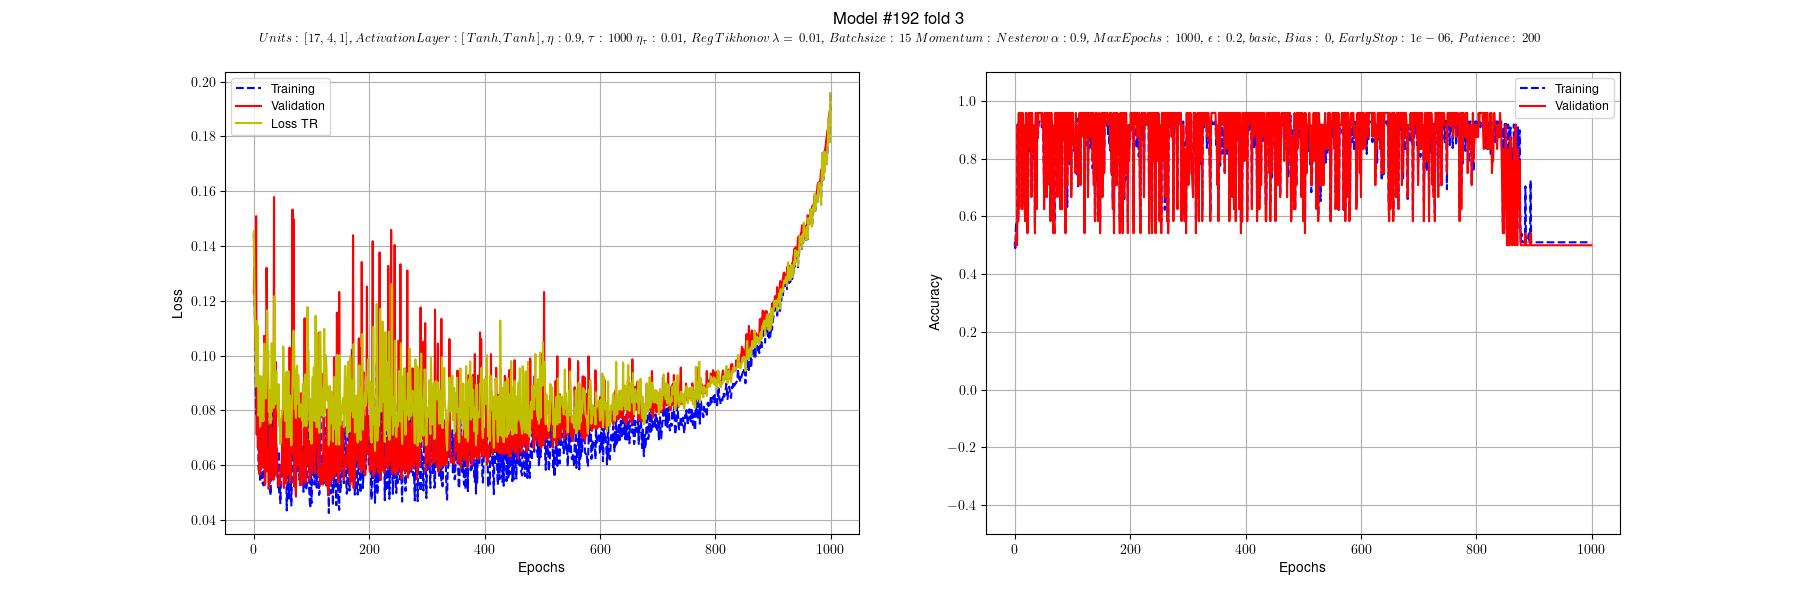 Model #192 fold 3
Units : [17, 4, 1], ActivationLayer : [Tanh, Tanh], η : 0.9, τ : 1000 η_τ : 0.01, RegTikhonov λ = 0.01, Batchsize : 15 Momentum : Nesterov α : 0.9, MaxEpochs : 1000, ϵ : 0.2, basic, Bias : 0, EarlyStop : 1e − 06, Patience : 200
Training
Validation
Loss TR
0.20
0.18
0.16
0.14
0.12
0.10
0.08
0.06
0.04
Loss
0 200 400 600 800 1000
Epochs
Training
Validation
1.0
0.8
0.6
0.4
0.2
0.0
−0.2
−0.4
Accuracy
0 200 400 600 800 1000
Epochs